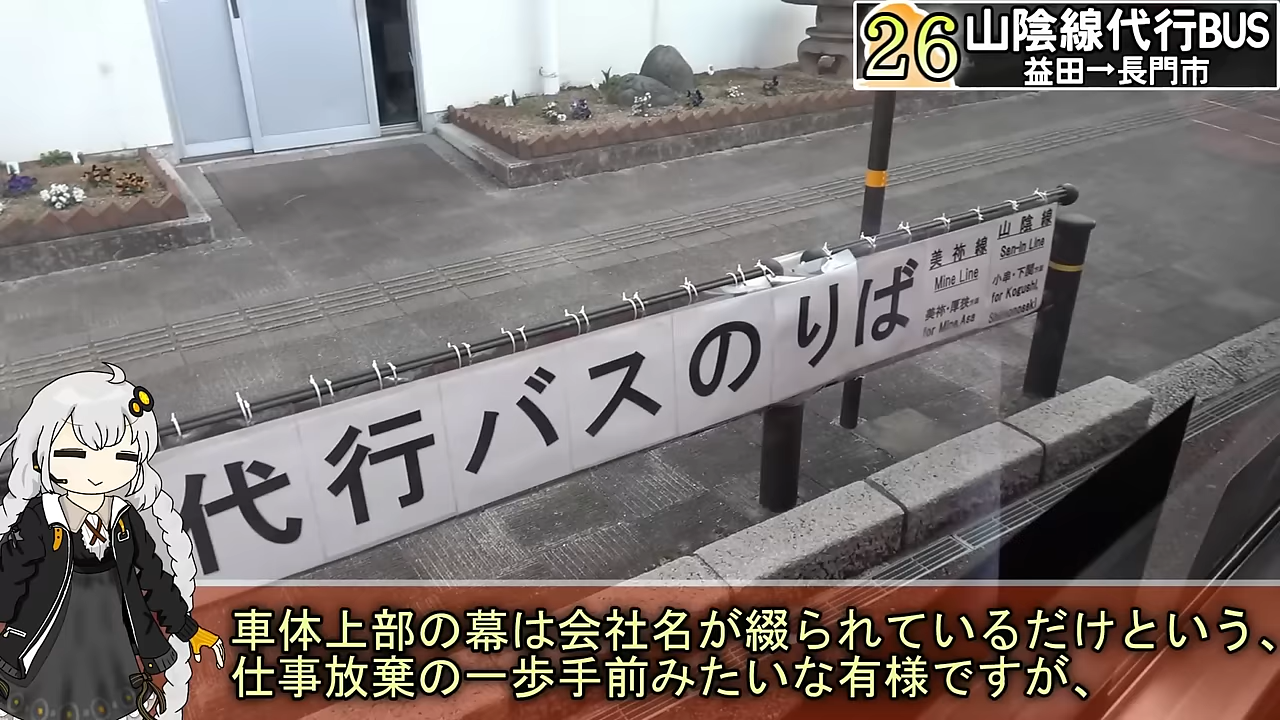 26 山陰線代行BUS
益田→長門市
代行バスのりば
美祢線
Mine Line
美祢・厚狭方面
for Mine, Asa
山陰線
San-in Line
小串・下関方面
for Kogushi,
Shimonoseki
車体上部の幕は会社名が綴られているだけという、
仕事放棄の一歩手前みたいな有様ですが、